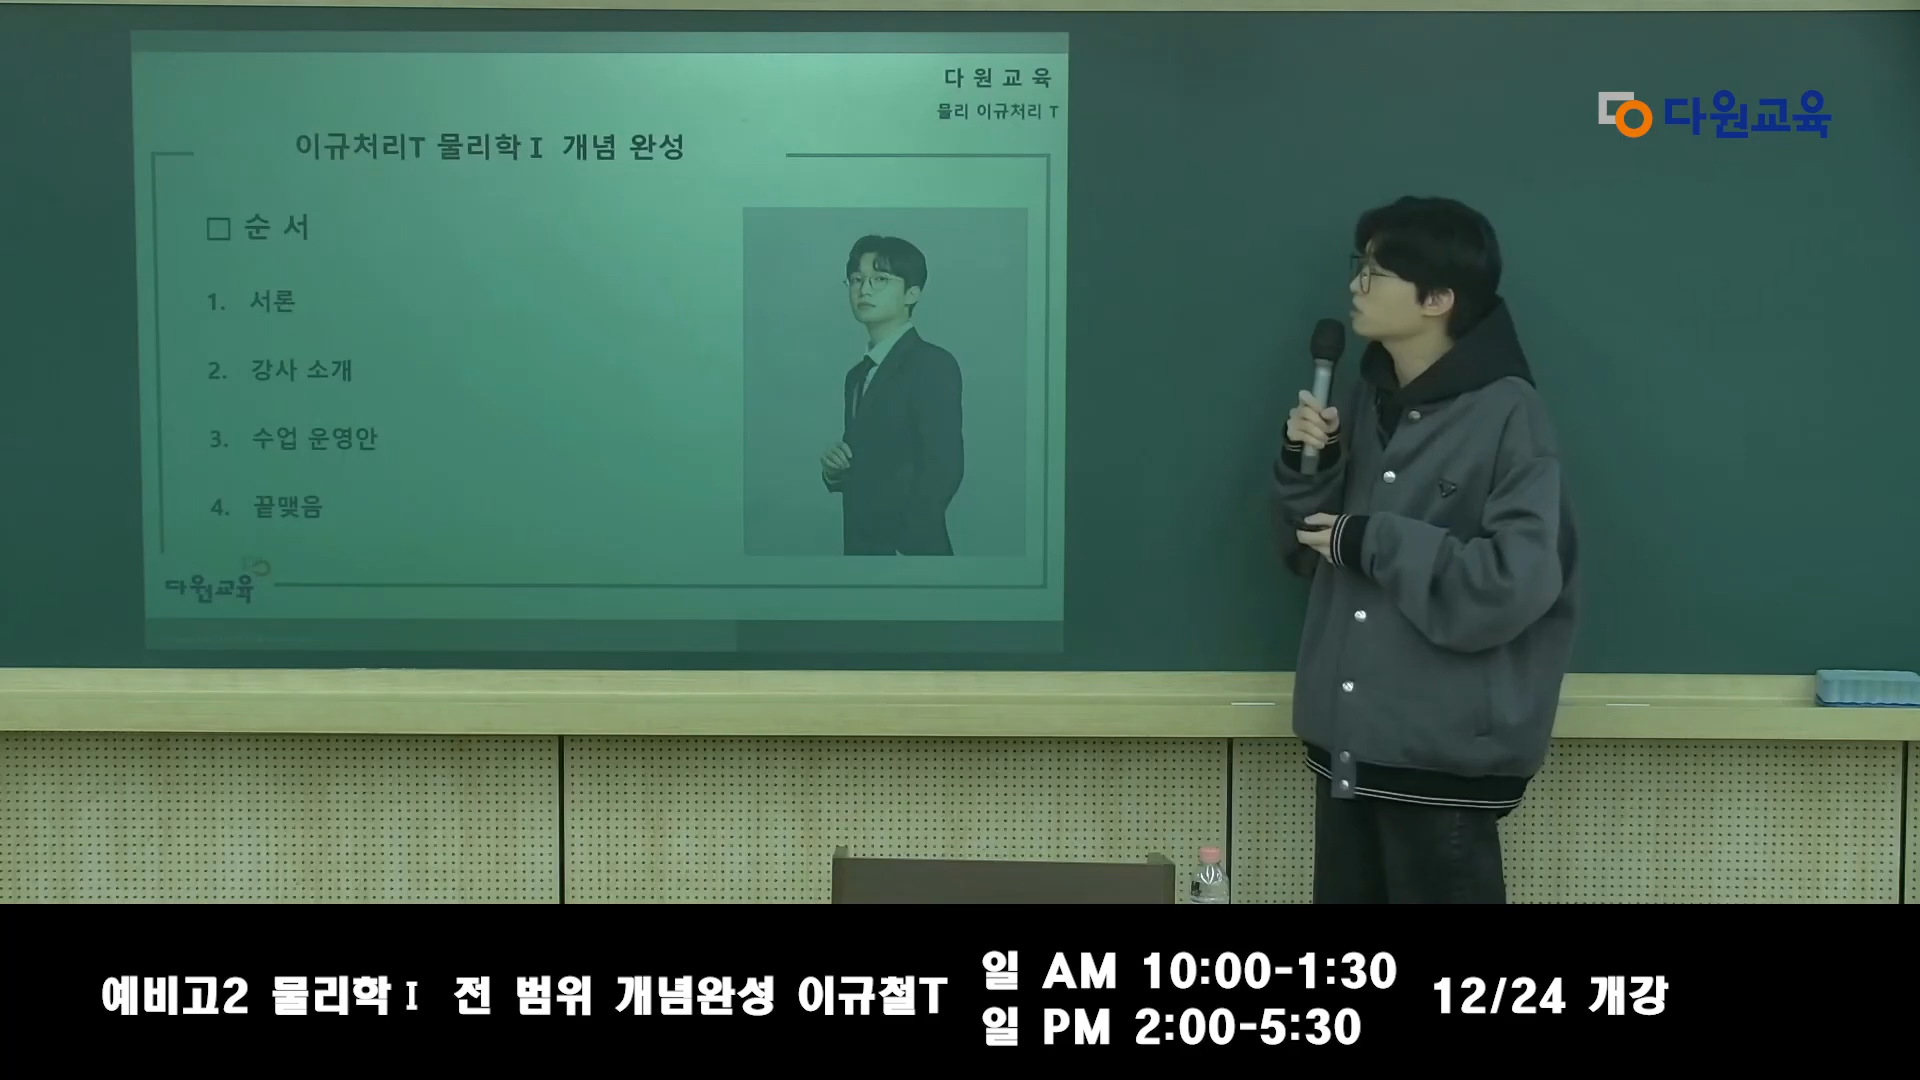 다원교육
물리 이규처리 T
이규처리T 물리학Ⅰ 개념 완성
□ 순 서
1. 서론
2. 강사 소개
3. 수업 운영안
4. 끝맺음
다원교육
다원교육
예비고2 물리학Ⅰ 전 범위 개념완성 이규철T
일 AM 10:00-1:30
일 PM 2:00-5:30
12/24 개강